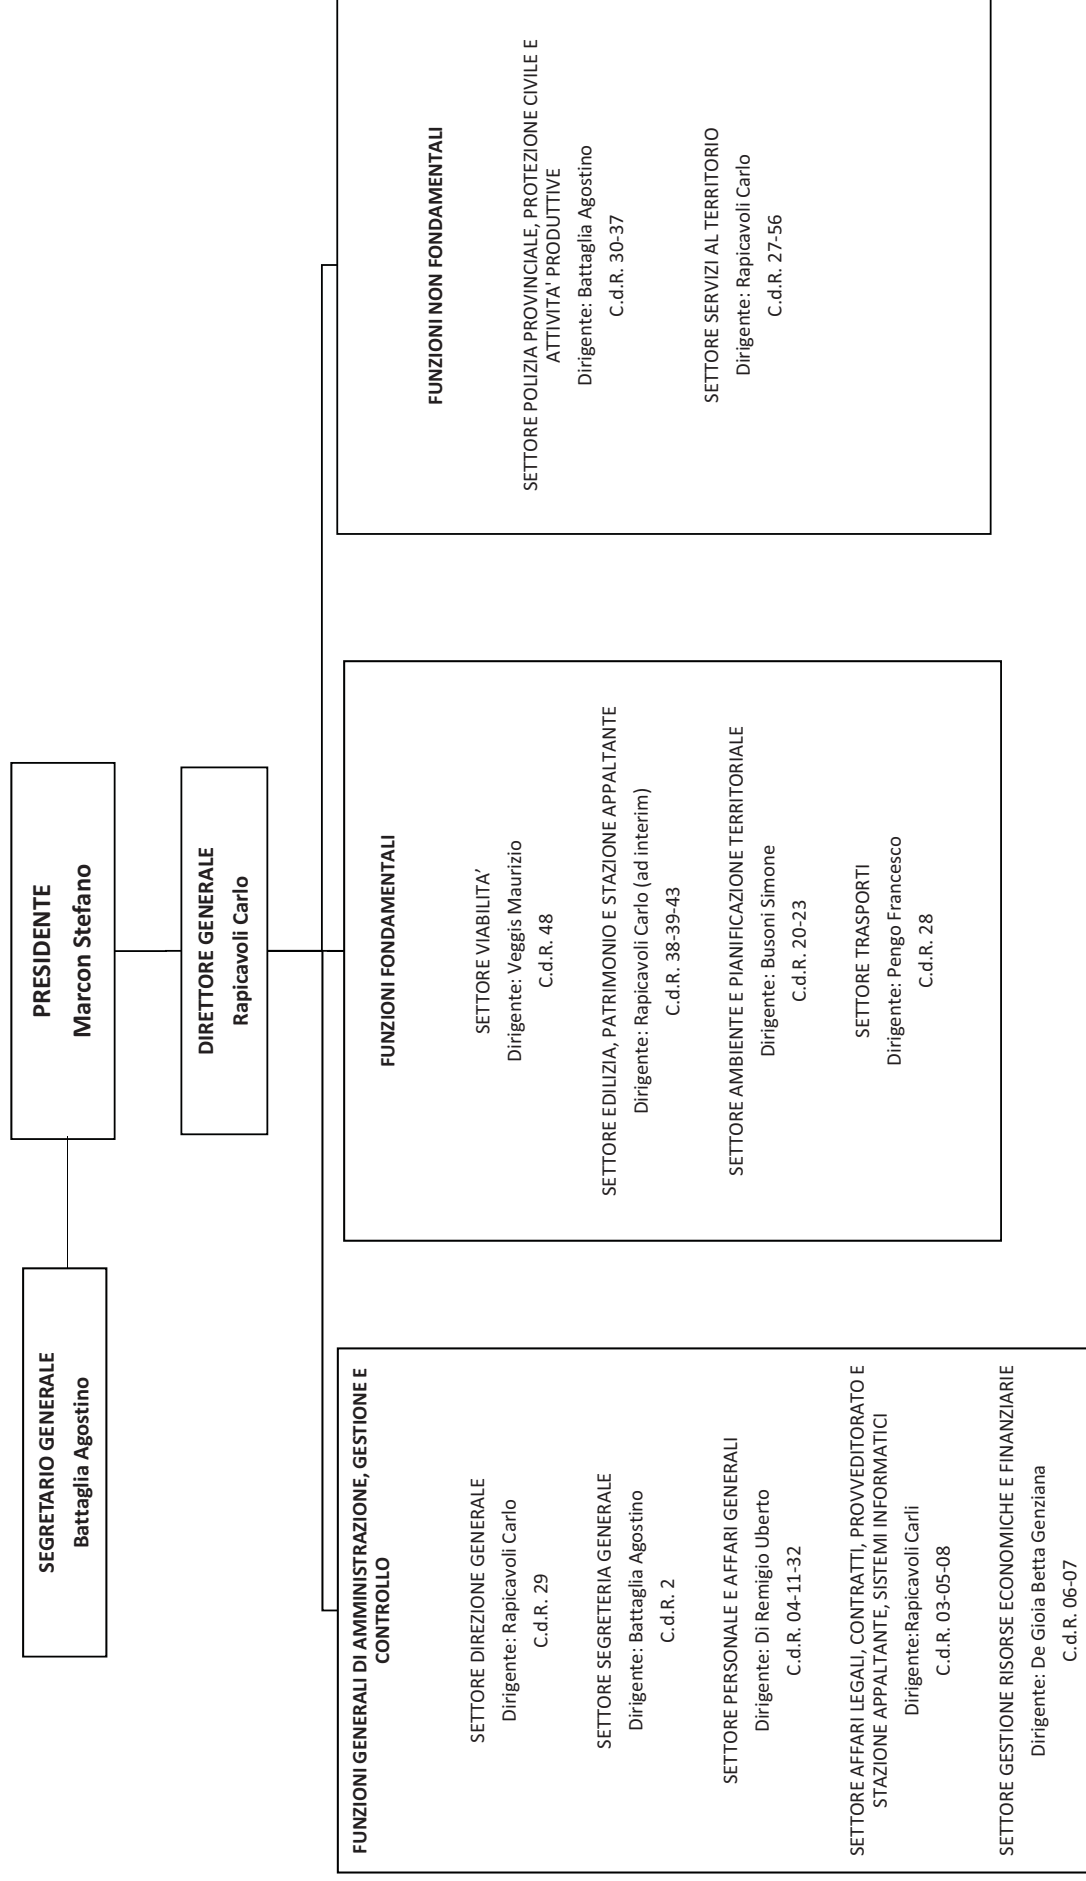 PRESIDENTE
Marcon Stefano
SEGRETARIO GENERALE
Battaglia Agostino
DIRETTORE GENERALE
Rapicavoli Carlo
FUNZIONI GENERALI DI AMMINISTRAZIONE, GESTIONE E
CONTROLLO
SETTORE DIREZIONE GENERALE
Dirigente: Rapicavoli Carlo
C.d.R. 29
SETTORE SEGRETERIA GENERALE
Dirigente: Battaglia Agostino
C.d.R. 2
SETTORE PERSONALE E AFFARI GENERALI
Dirigente: Di Remigio Uberto
C.d.R. 04-11-32
SETTORE AFFARI LEGALI, CONTRATTI, PROVVEDITORATO E
STAZIONE APPALTANTE, SISTEMI INFORMATICI
Dirigente:Rapicavoli Carli
C.d.R. 03-05-08
SETTORE GESTIONE RISORSE ECONOMICHE E FINANZIARIE
Dirigente: De Gioia Betta Genziana
C.d.R. 06-07
FUNZIONI FONDAMENTALI
SETTORE VIABILITA’
Dirigente: Veggis Maurizio
C.d.R. 48
SETTORE EDILIZIA, PATRIMONIO E STAZIONE APPALTANTE
Dirigente: Rapicavoli Carlo (ad interim)
C.d.R. 38-39-43
SETTORE AMBIENTE E PIANIFICAZIONE TERRITORIALE
Dirigente: Busoni Simone
C.d.R. 20-23
SETTORE TRASPORTI
Dirigente: Pengo Francesco
C.d.R. 28
FUNZIONI NON FONDAMENTALI
SETTORE POLIZIA PROVINCIALE, PROTEZIONE CIVILE E
ATTIVITA' PRODUTTIVE
Dirigente: Battaglia Agostino
C.d.R. 30-37
SETTORE SERVIZI AL TERRITORIO
Dirigente: Rapicavoli Carlo
C.d.R. 27-56